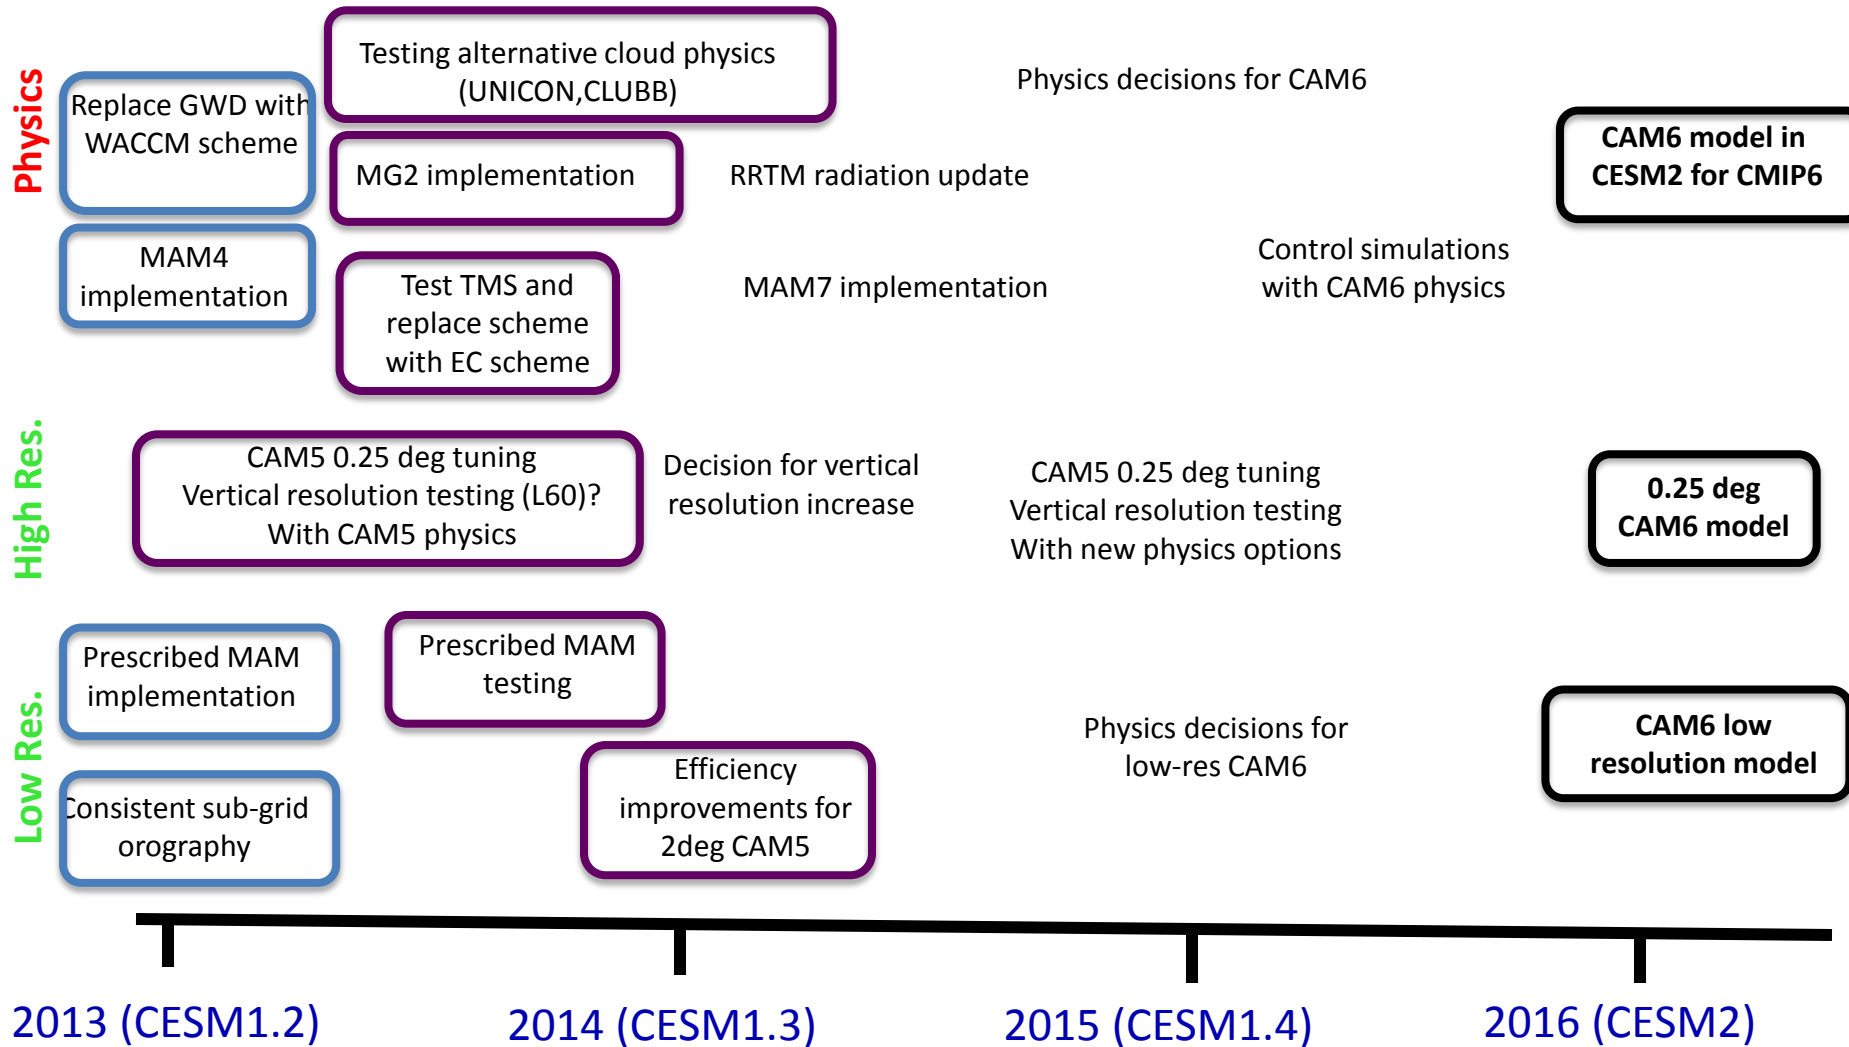 Physics
Replace GWD with
WACCM scheme
MAM4
implementation
Testing alternative cloud physics
(UNICON,CLUBB)
MG2 implementation
Test TMS and
replace scheme
with EC scheme
RRTM radiation update
MAM7 implementation
Physics decisions for CAM6
Control simulations
with CAM6 physics
CAM6 model in
CESM2 for CMIP6
High Res.
CAM5 0.25 deg tuning
Vertical resolution testing (L60)?
With CAM5 physics
Decision for vertical
resolution increase
CAM5 0.25 deg tuning
Vertical resolution testing
With new physics options
0.25 deg
CAM6 model
Low Res.
Prescribed MAM
implementation
Consistent sub-grid
orography
Prescribed MAM
testing
Efficiency
improvements for
2deg CAM5
Physics decisions for
low-res CAM6
CAM6 low
resolution model
2013 (CESM1.2)
2014 (CESM1.3)
2015 (CESM1.4)
2016 (CESM2)